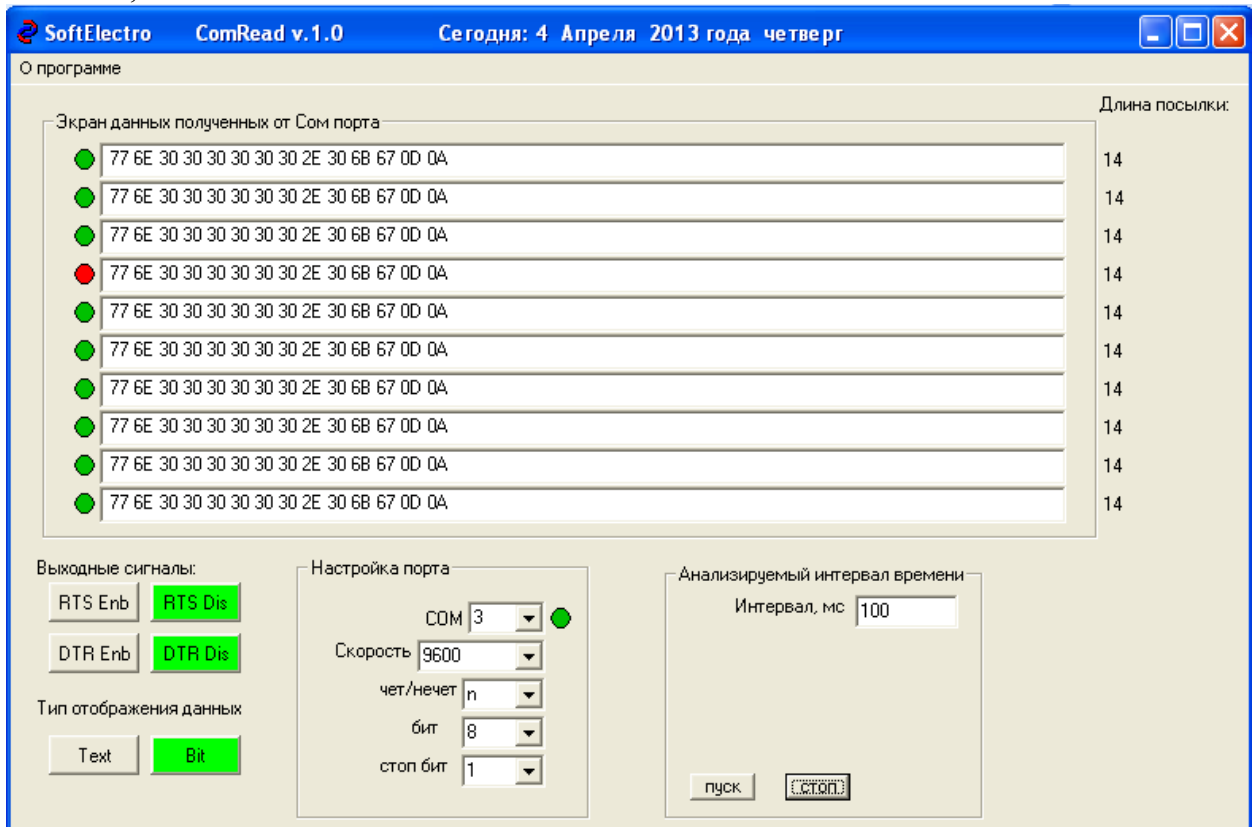 SoftElectro ComRead v.1.0 Сегодня: 4 Апреля 2013 года четверг
О программе
Длина посылки:
Экран данных полученных от Com порта
77 6E 30 30 30 30 30 30 2E 30 6B 67 0D 0A 14
77 6E 30 30 30 30 30 30 2E 30 6B 67 0D 0A 14
77 6E 30 30 30 30 30 30 2E 30 6B 67 0D 0A 14
77 6E 30 30 30 30 30 30 2E 30 6B 67 0D 0A 14
77 6E 30 30 30 30 30 30 2E 30 6B 67 0D 0A 14
77 6E 30 30 30 30 30 30 2E 30 6B 67 0D 0A 14
77 6E 30 30 30 30 30 30 2E 30 6B 67 0D 0A 14
77 6E 30 30 30 30 30 30 2E 30 6B 67 0D 0A 14
77 6E 30 30 30 30 30 30 2E 30 6B 67 0D 0A 14
77 6E 30 30 30 30 30 30 2E 30 6B 67 0D 0A 14
Выходные сигналы:
RTS Enb RTS Dis
DTR Enb DTR Dis
Тип отображения данных
Text Bit
Настройка порта
COM 3
Скорость 9600
чет/нечет n
бит 8
стоп бит 1
Анализируемый интервал времени
Интервал, мс 100
пуск стоп